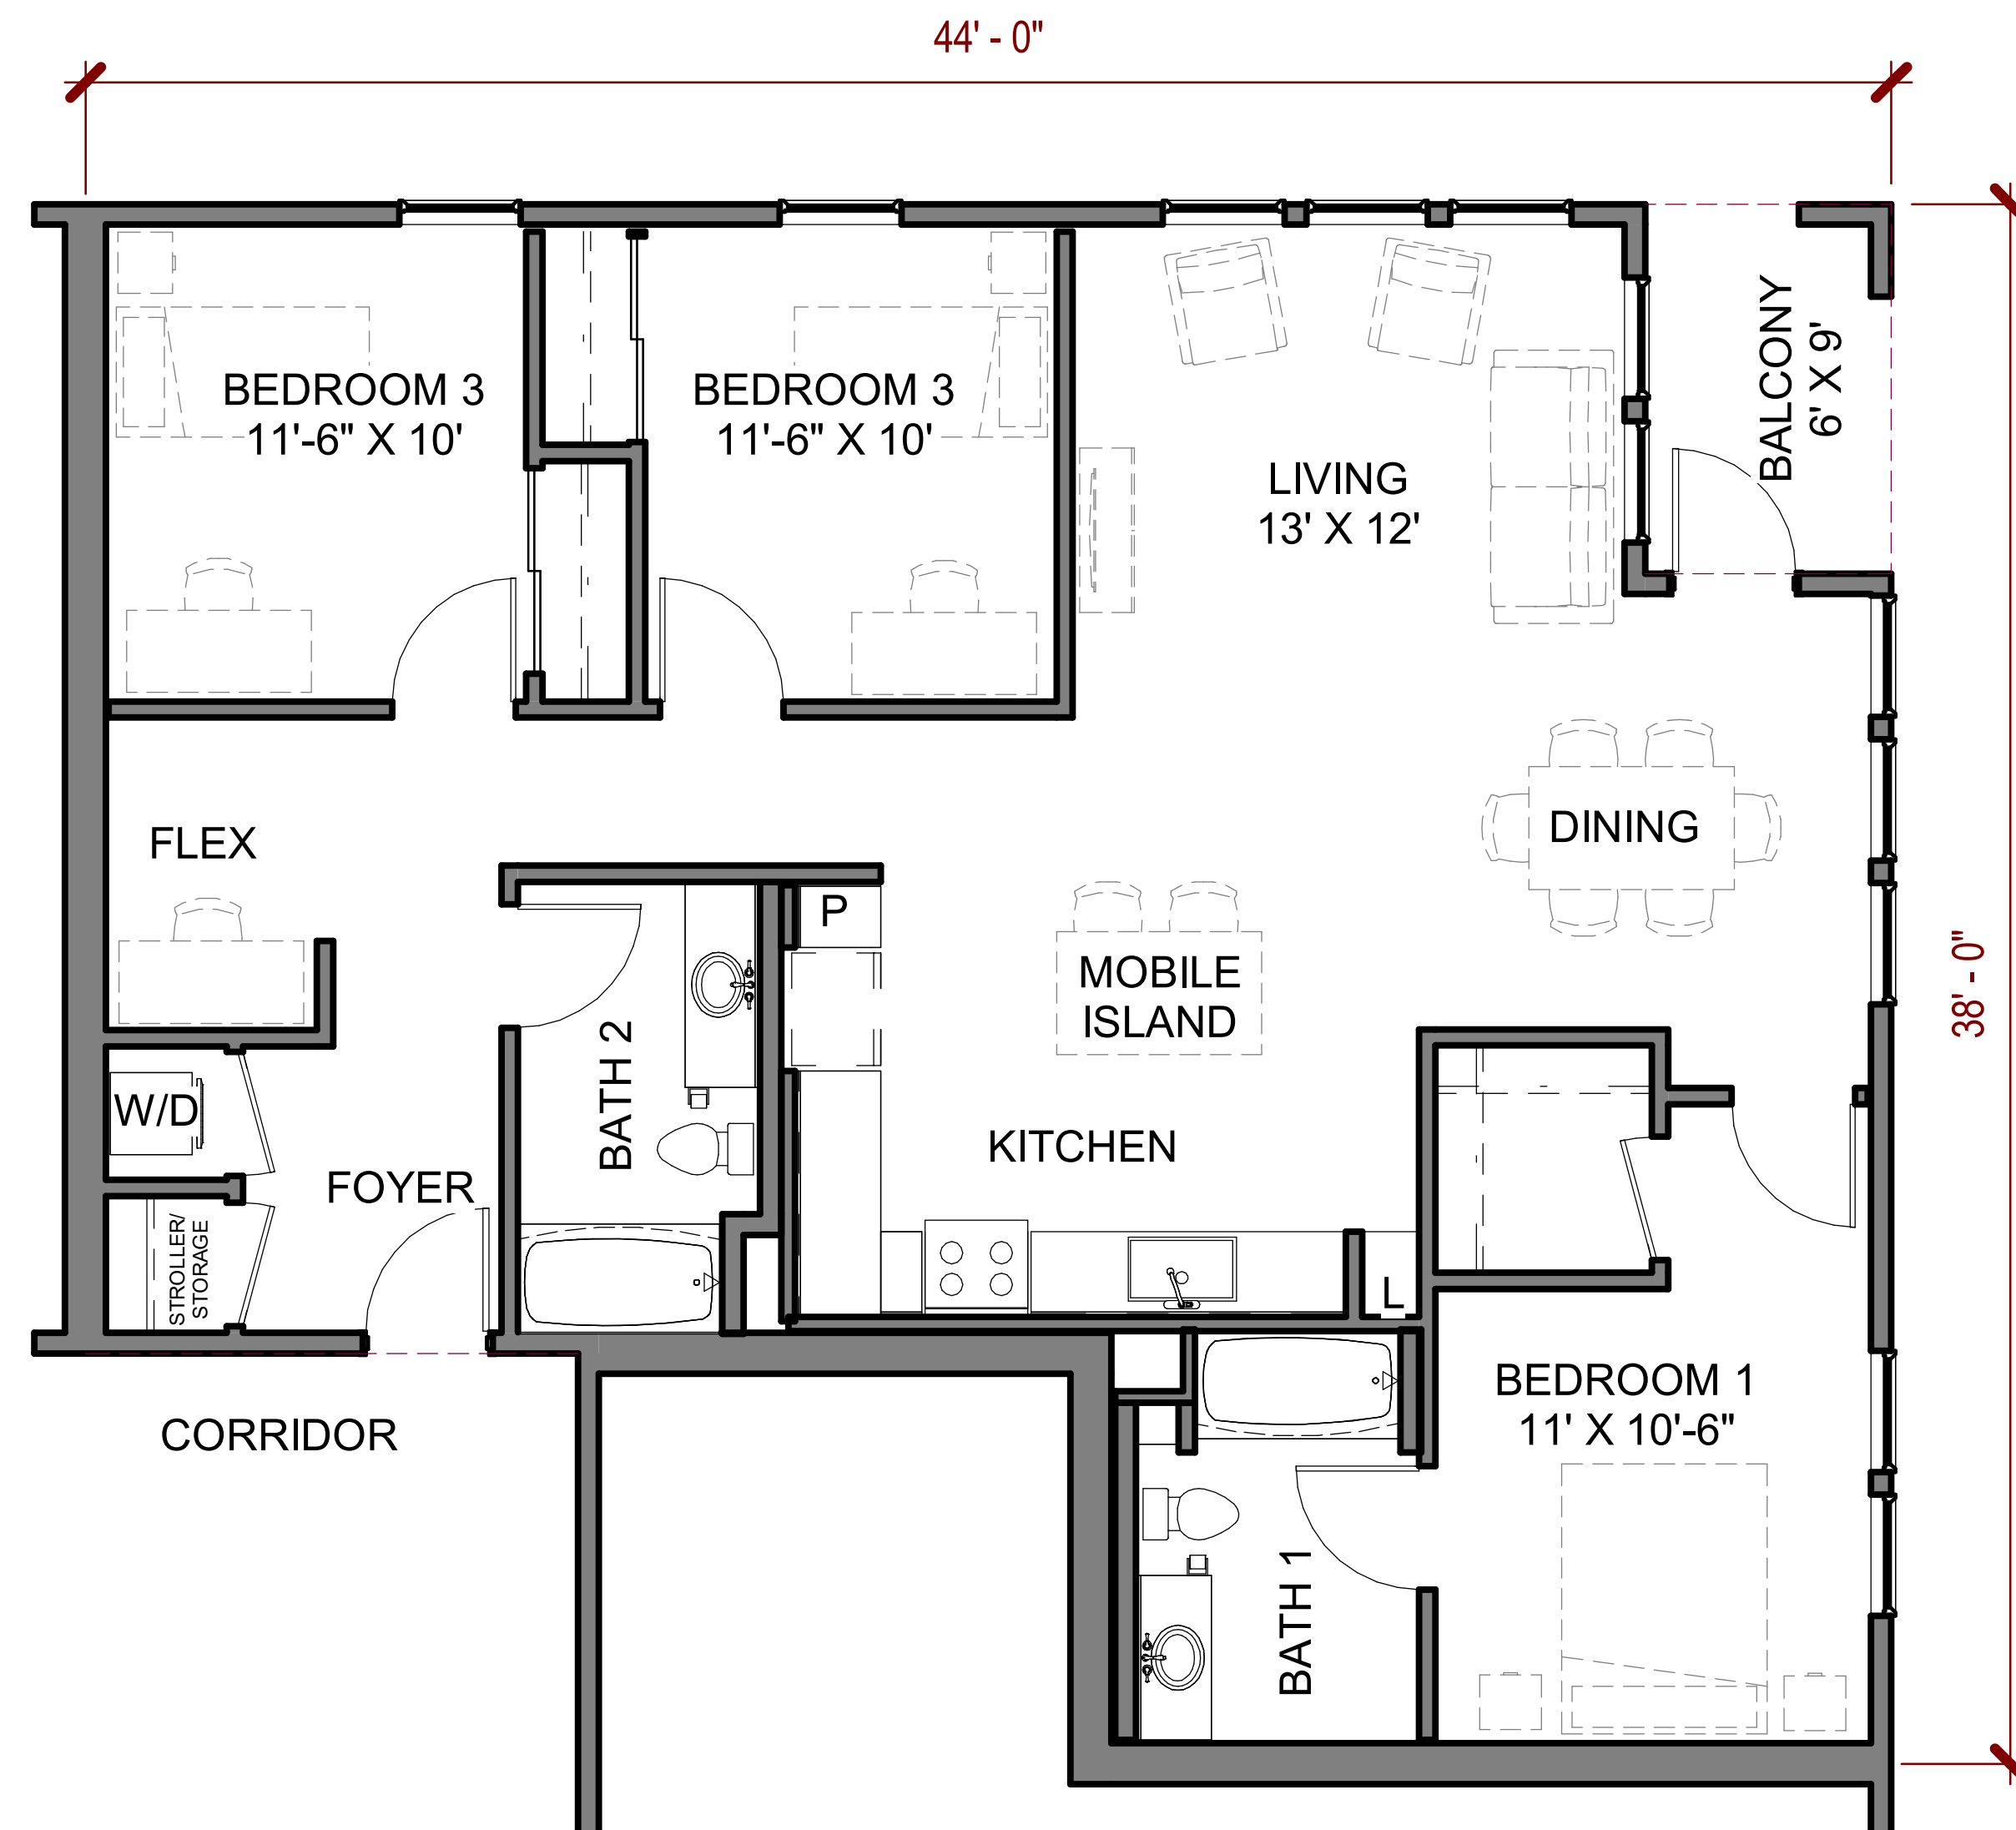 44' - 0"
BEDROOM 3
11'-6" X 10'
BEDROOM 3
11'-6" X 10'
BALCONY
6' X 9'
LIVING
13' X 12'
FLEX
DINING
P
MOBILE
ISLAND
38' - 0"
BATH 2
W/D
KITCHEN
FOYER
STROLLER/
STORAGE
L
BEDROOM 1
11' X 10'-6"
CORRIDOR
BATH 1